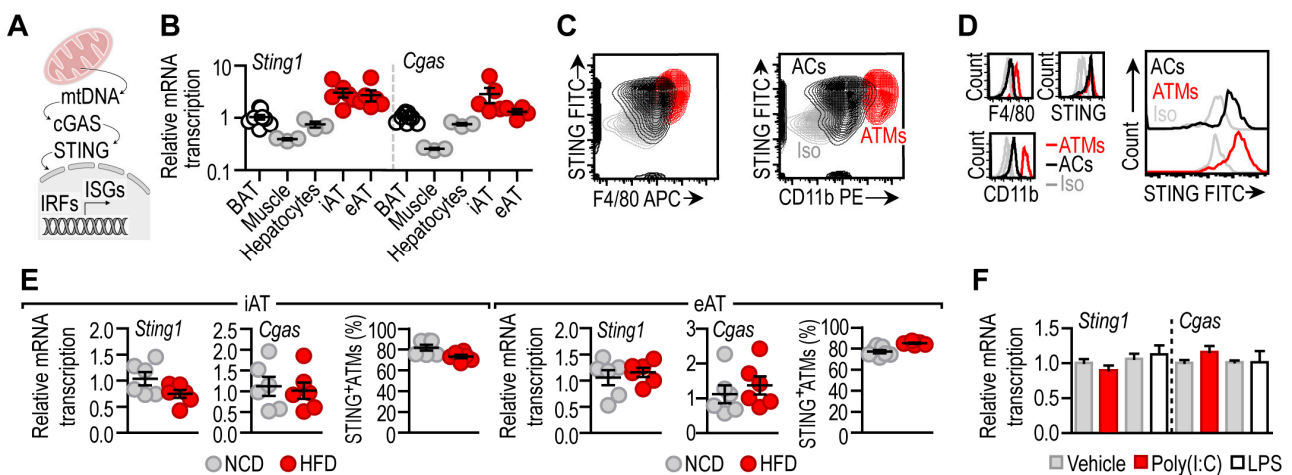 A
mtDNA
cGAS
STING
ISGs
IRFs
B
Relative mRNA
transcription
10
1
0.1
Sting1
Cgas
BAT
Muscle
Hepatocytes
iAT
eAT
BAT
Muscle
Hepatocytes
iAT
eAT
C
STING FITC
F4/80 APC
STING FITC
ACs
Iso
ATMs
CD11b PE
D
Count
F4/80
Count
STING
Count
CD11b
ATMs
ACs
Iso
Count
ACs
ATMs
Iso
STING FITC
E
iAT
Relative mRNA
transcription
Sting1
2.0
1.5
1.0
0.5
0.0
Cgas
2.5
2.0
1.5
1.0
0.5
0.0
STING+ATMs (%)
100
80
60
40
20
0
eAT
Relative mRNA
transcription
Sting1
2.0
1.5
1.0
0.5
0.0
Cgas
3
2
1
0
STING+ATMs (%)
100
80
60
40
20
0
NCD
HFD
NCD
HFD
F
Relative mRNA
transcription
1.5
1.0
0.5
0.0
Sting1
Cgas
Vehicle
Poly(I:C)
LPS